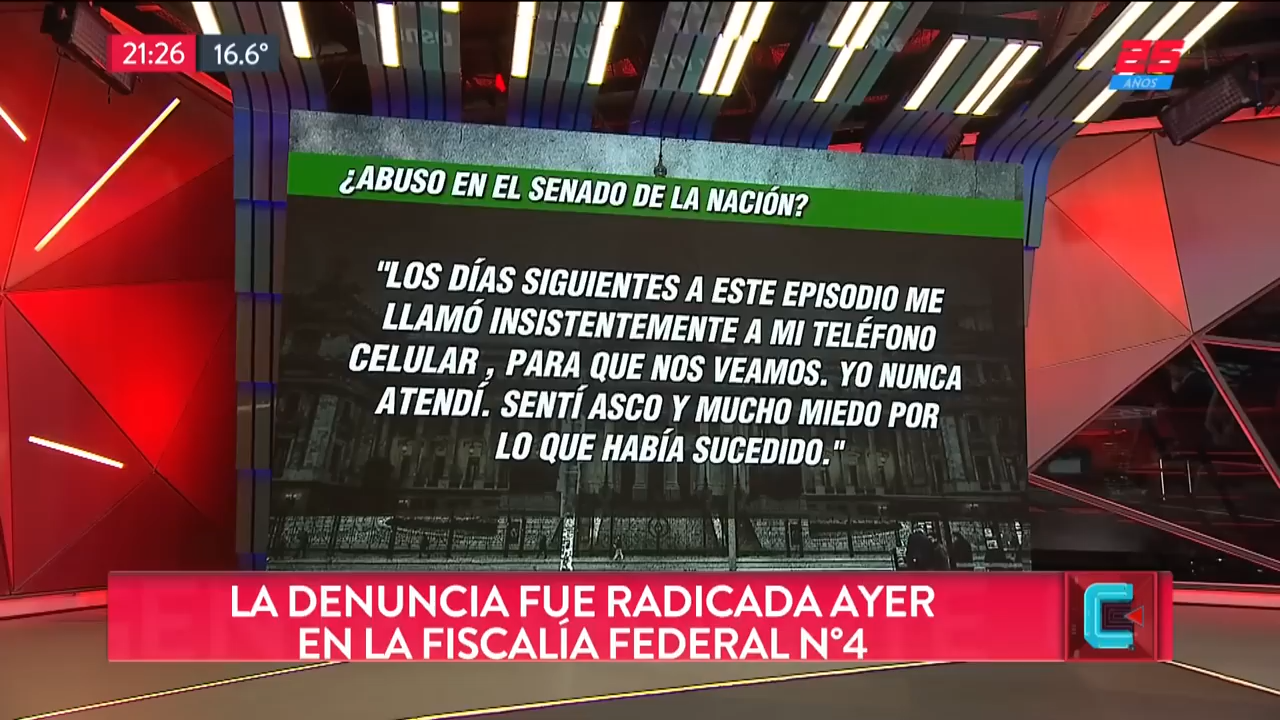 21:26 16.6°
86
AÑOS
¿ABUSO EN EL SENADO DE LA NACIÓN?
"LOS DÍAS SIGUIENTES A ESTE EPISODIO ME
LLAMÓ INSISTENTEMENTE A MI TELÉFONO
CELULAR , PARA QUE NOS VEAMOS. YO NUNCA
ATENDÍ. SENTÍ ASCO Y MUCHO MIEDO POR
LO QUE HABÍA SUCEDIDO."
LA DENUNCIA FUE RADICADA AYER
EN LA FISCALÍA FEDERAL N°4
C